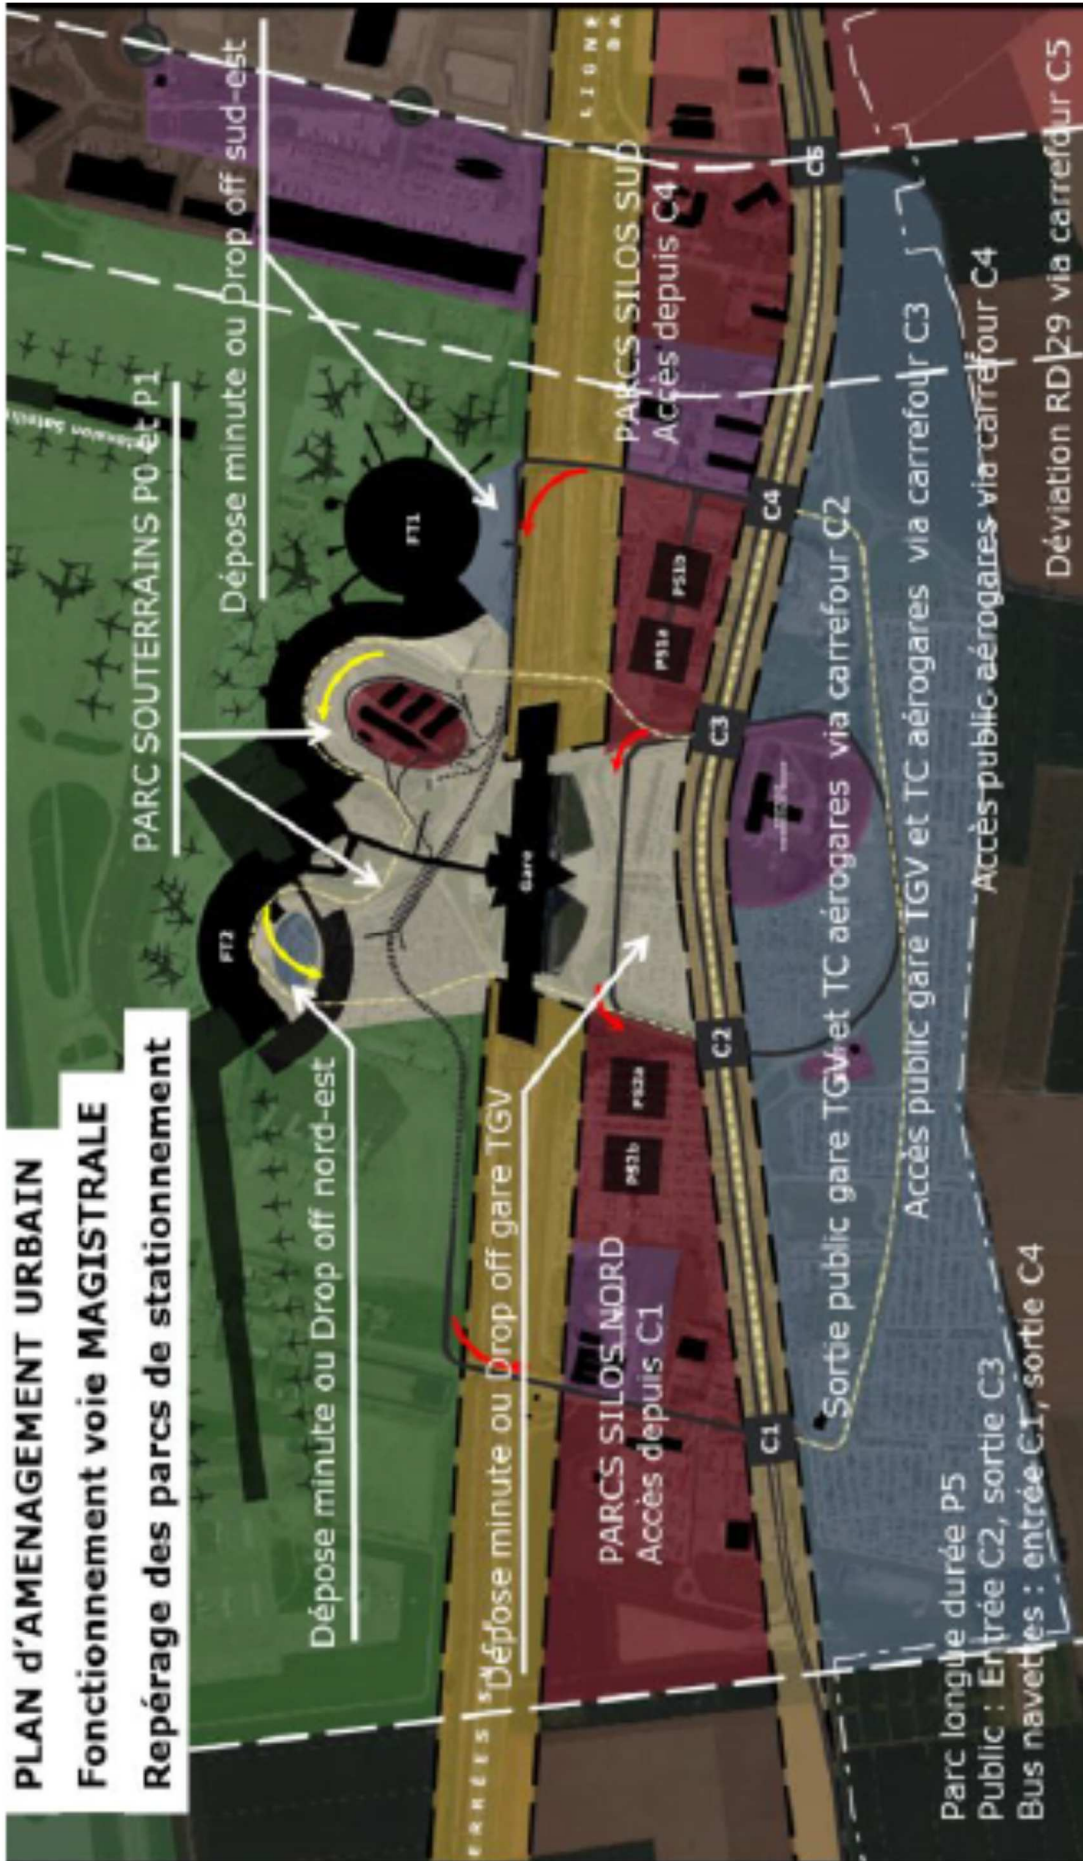 PLAN d'AMENAGEMENT URBAIN
Fonctionnement voie MAGISTRALE
Repérage des parcs de stationnement
PARC SOUTERRAINS P0 et P1
Dépose minute ou Drop off sud-est
Dépose minute ou Drop off nord-est
Dépose minute ou Drop off gare TGV
FT2
FT1
Gare
ERRÉES
LIGNE
BA
PARCS SILOS NORD
Accès depuis C1
PS2b
PS2a
PS1a
PS1b
PARCS SILOS SUD
Accès depuis C4
C1
C2
C3
C4
C5
Sortie public gare TGV et TC aérogares via carrefour C2
Accès public gare TGV et TC aérogares via carrefour C3
Accès public aérogares via carrefour C4
Déviation RD 29 via carrefour C5
Parc longue durée P5
Public : Entrée C2, sortie C3
Bus navettes : entrée C1, sortie C4